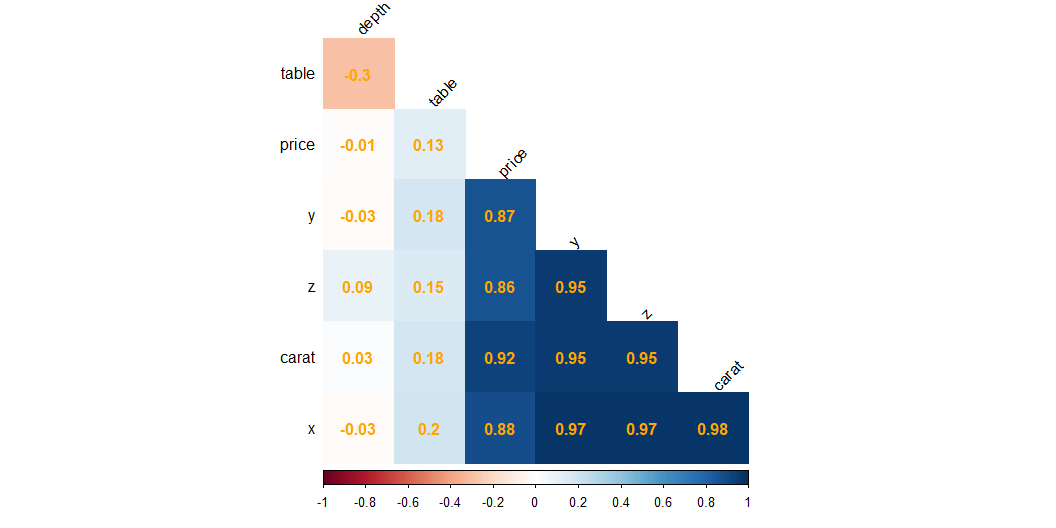 depth
table -0.3 table
price -0.01 0.13 price
y -0.03 0.18 0.87 y
z 0.09 0.15 0.86 0.95 z
carat 0.03 0.18 0.92 0.95 0.95 carat
x -0.03 0.2 0.88 0.97 0.97 0.98
-1 -0.8 -0.6 -0.4 -0.2 0 0.2 0.4 0.6 0.8 1